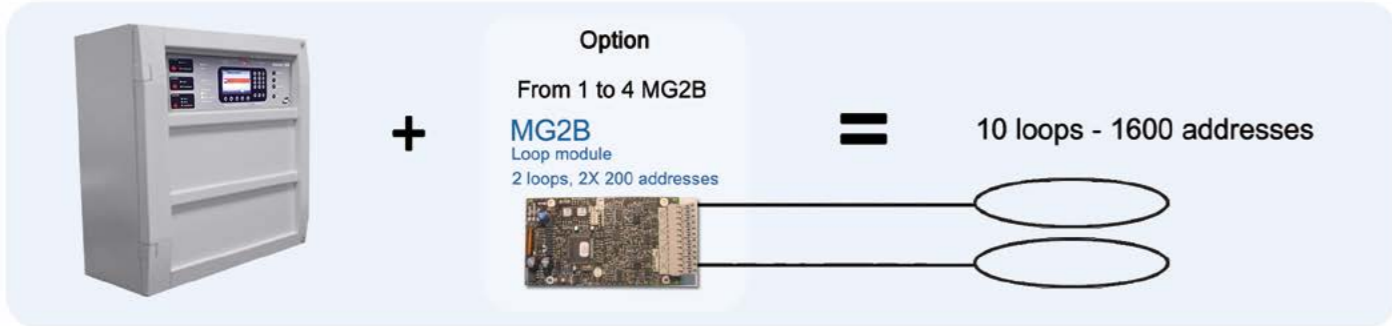 Option
From 1 to 4 MG2B
+
MG2B
Loop module
2 loops, 2X 200 addresses
=
10 loops - 1600 addresses